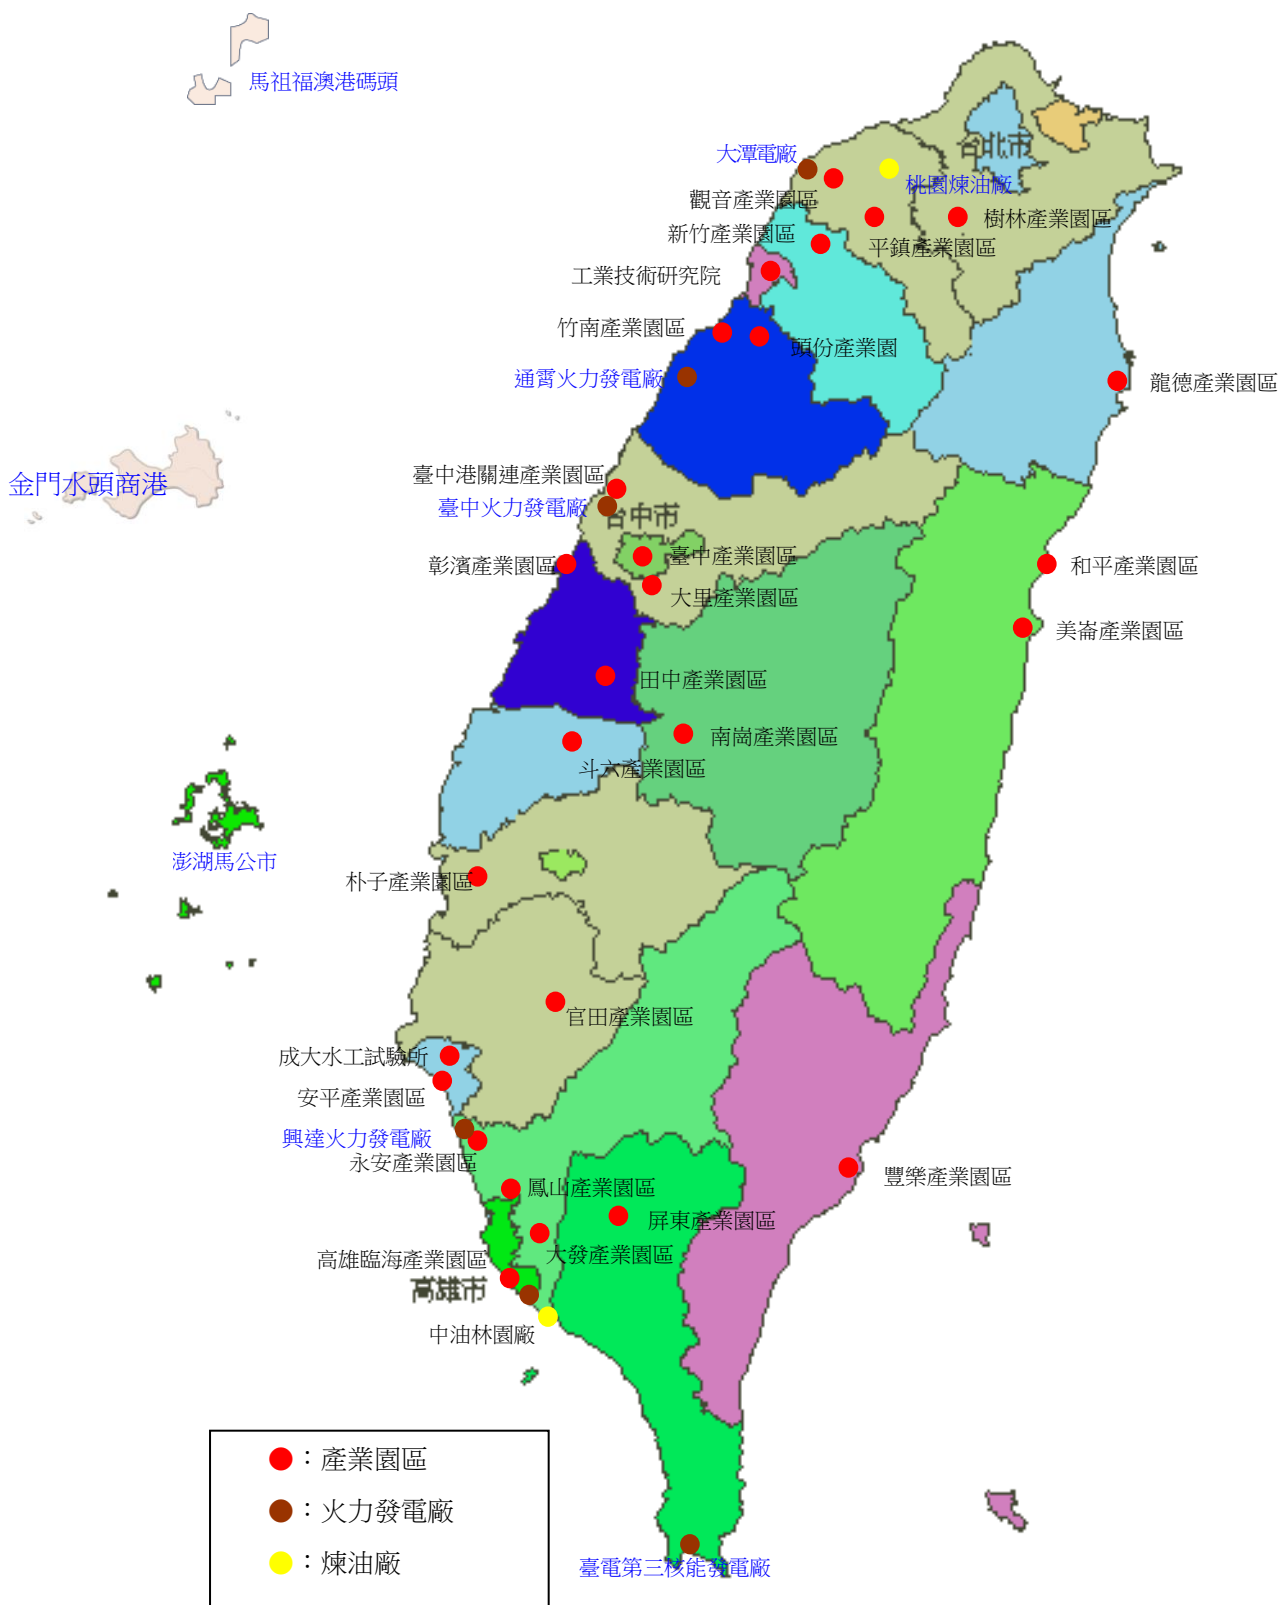 馬祖福澳港碼頭
台北市
大潭電廠
桃園煉油廠
觀音產業園區
樹林產業園區
新竹產業園區
平鎮產業園區
工業技術研究院
竹南產業園區
頭份產業園
通霄火力發電廠
龍德產業園區
臺中港關連產業園區
金門水頭商港
臺中火力發電廠
台中市
臺中產業園區
彰濱產業園區
和平產業園區
大里產業園區
美崙產業園區
田中產業園區
南崗產業園區
斗六產業園區
澎湖馬公市
朴子產業園區
官田產業園區
成大水工試驗所
安平產業園區
興達火力發電廠
永安產業園區
豐樂產業園區
鳳山產業園區
屏東產業園區
大發產業園區
高雄臨海產業園區
高雄市
中油林園廠
：產業園區
：火力發電廠
：煉油廠
臺電第三核能發電廠